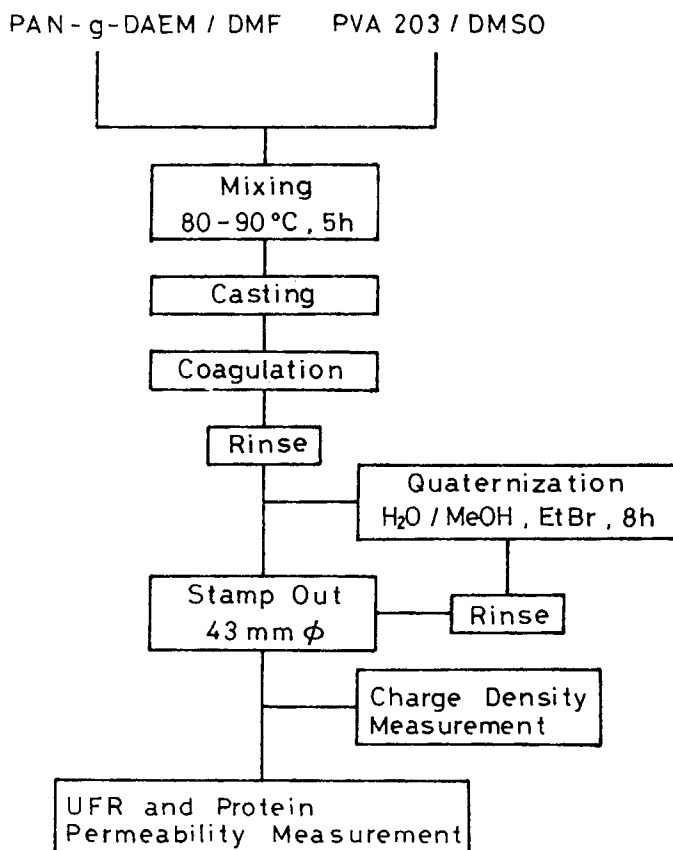 PAN-g-DAEM / DMF
PVA 203 / DMSO
Mixing
80-90°C, 5h
Casting
Coagulation
Rinse
Quaternization
H₂O / MeOH, EtBr, 8h
Stamp Out
43 mm ϕ
Rinse
Charge Density
Measurement
UFR and Protein
Permeability Measurement